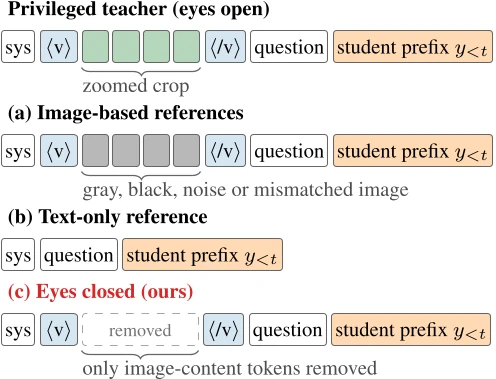 Privileged teacher (eyes open)
sys ⟨v⟩ ⟨/v⟩ question student prefix y<t
zoomed crop
(a) Image-based references
sys ⟨v⟩ ⟨/v⟩ question student prefix y<t
gray, black, noise or mismatched image
(b) Text-only reference
sys question student prefix y<t
(c) Eyes closed (ours)
sys ⟨v⟩ removed ⟨/v⟩ question student prefix y<t
only image-content tokens removed